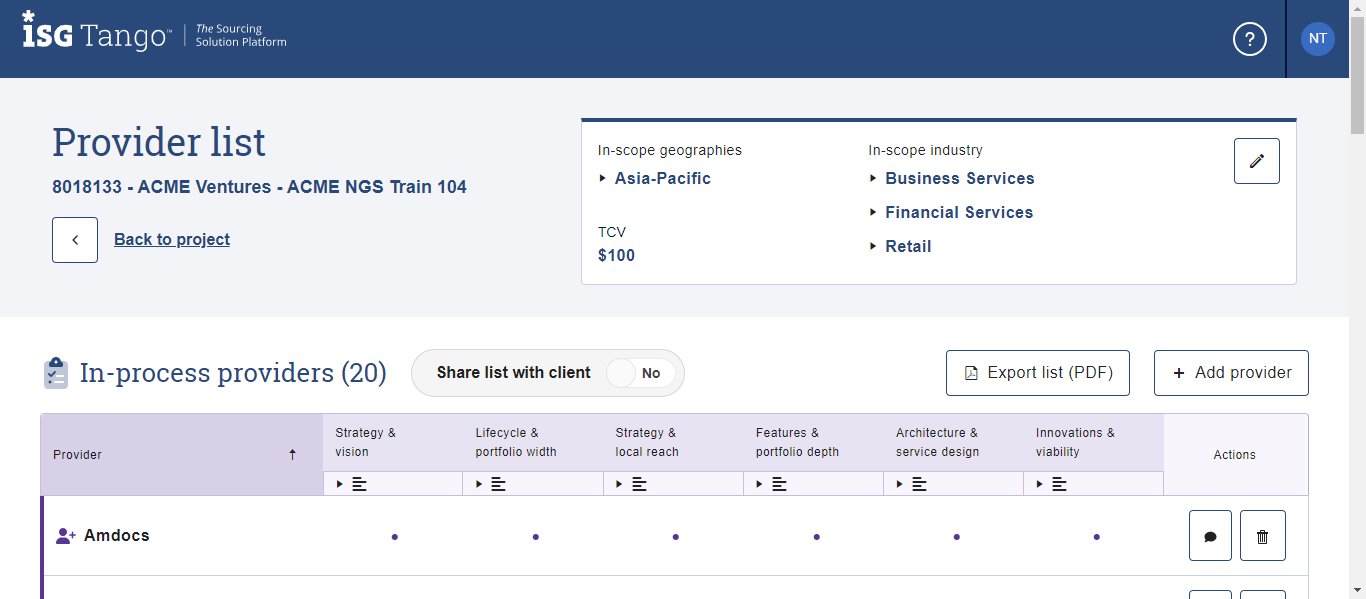 ISG Tango™
The Sourcing
Solution Platform
?
NT
Provider list
8018133 - ACME Ventures - ACME NGS Train 104
Back to project
In-scope geographies
Asia-Pacific
TCV
$100
In-scope industry
Business Services
Financial Services
Retail
In-process providers (20)
Share list with client
No
Export list (PDF)
+ Add provider
Provider
Strategy &
vision
Lifecycle &
portfolio width
Strategy &
local reach
Features &
portfolio depth
Architecture &
service design
Innovations &
viability
Actions
Amdocs